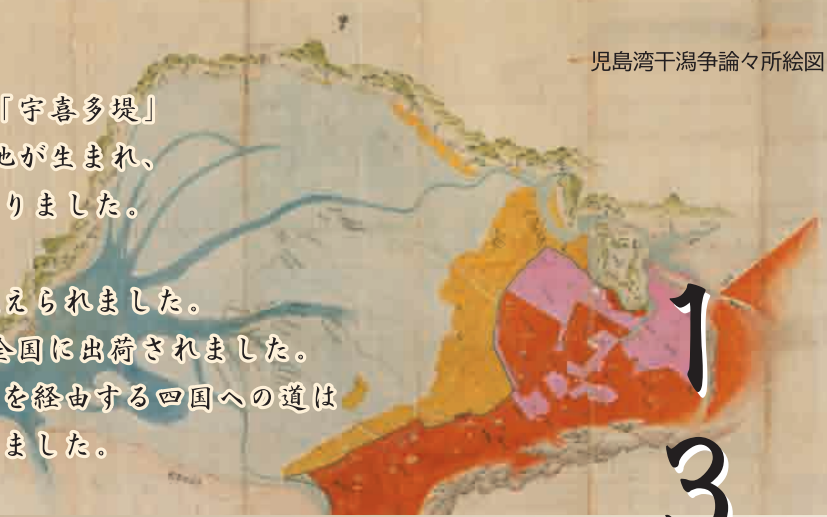 児島湾干潟争論々所絵図
「宇喜多堤」
地が生まれ、
りました。
えられました。
全国に出荷されました。
を経由する四国への道は
ました。
1
3